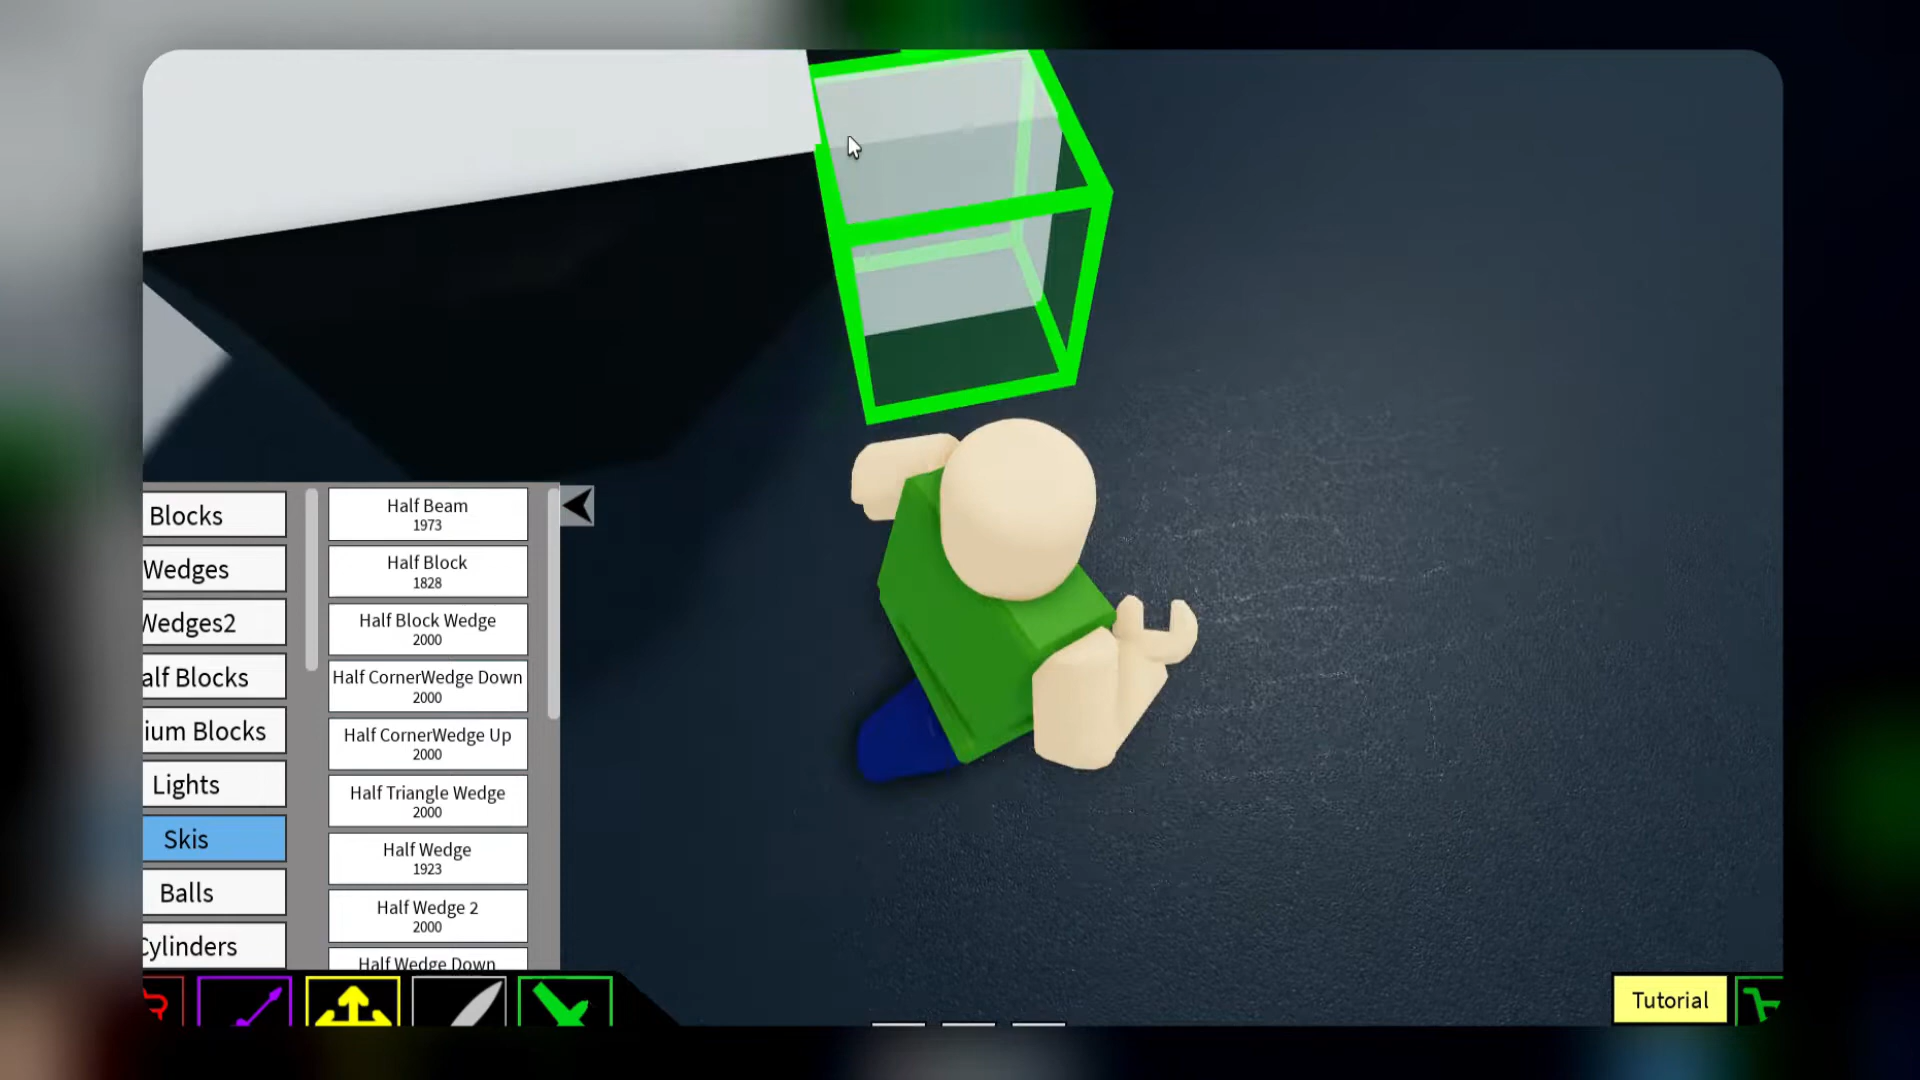 Blocks
Wedges
Wedges2
alf Blocks
ium Blocks
Lights
Skis
Balls
Cylinders
Half Beam
1973
Half Block
1828
Half Block Wedge
2000
Half CornerWedge Down
2000
Half CornerWedge Up
2000
Half Triangle Wedge
2000
Half Wedge
1923
Half Wedge 2
2000
Half Wedge Down
Tutorial